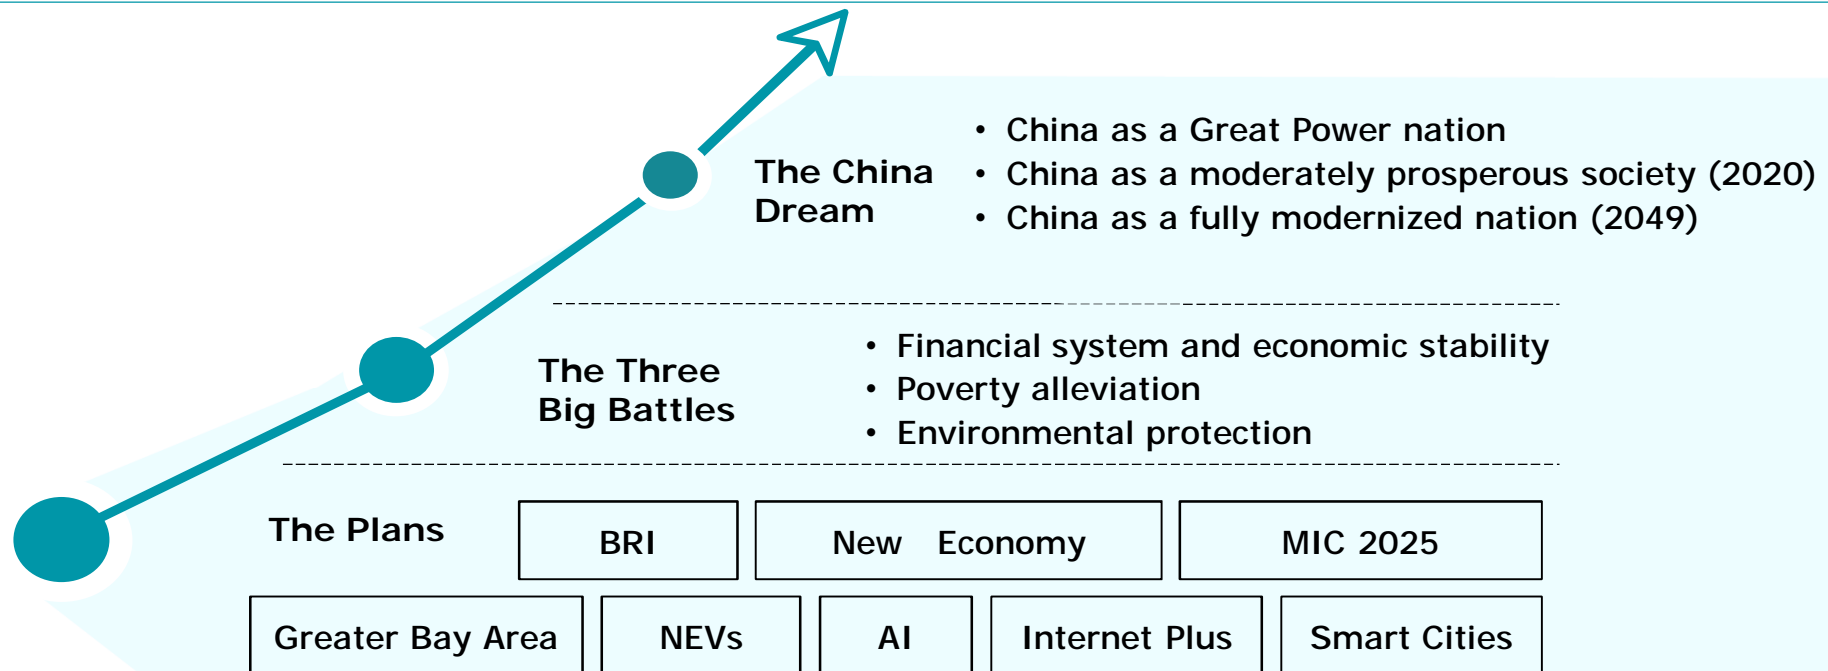 The China
Dream
• China as a Great Power nation
• China as a moderately prosperous society (2020)
• China as a fully modernized nation (2049)
The Three
Big Battles
• Financial system and economic stability
• Poverty alleviation
• Environmental protection
The Plans
BRI
New Economy
MIC 2025
Greater Bay Area
NEVs
AI
Internet Plus
Smart Cities